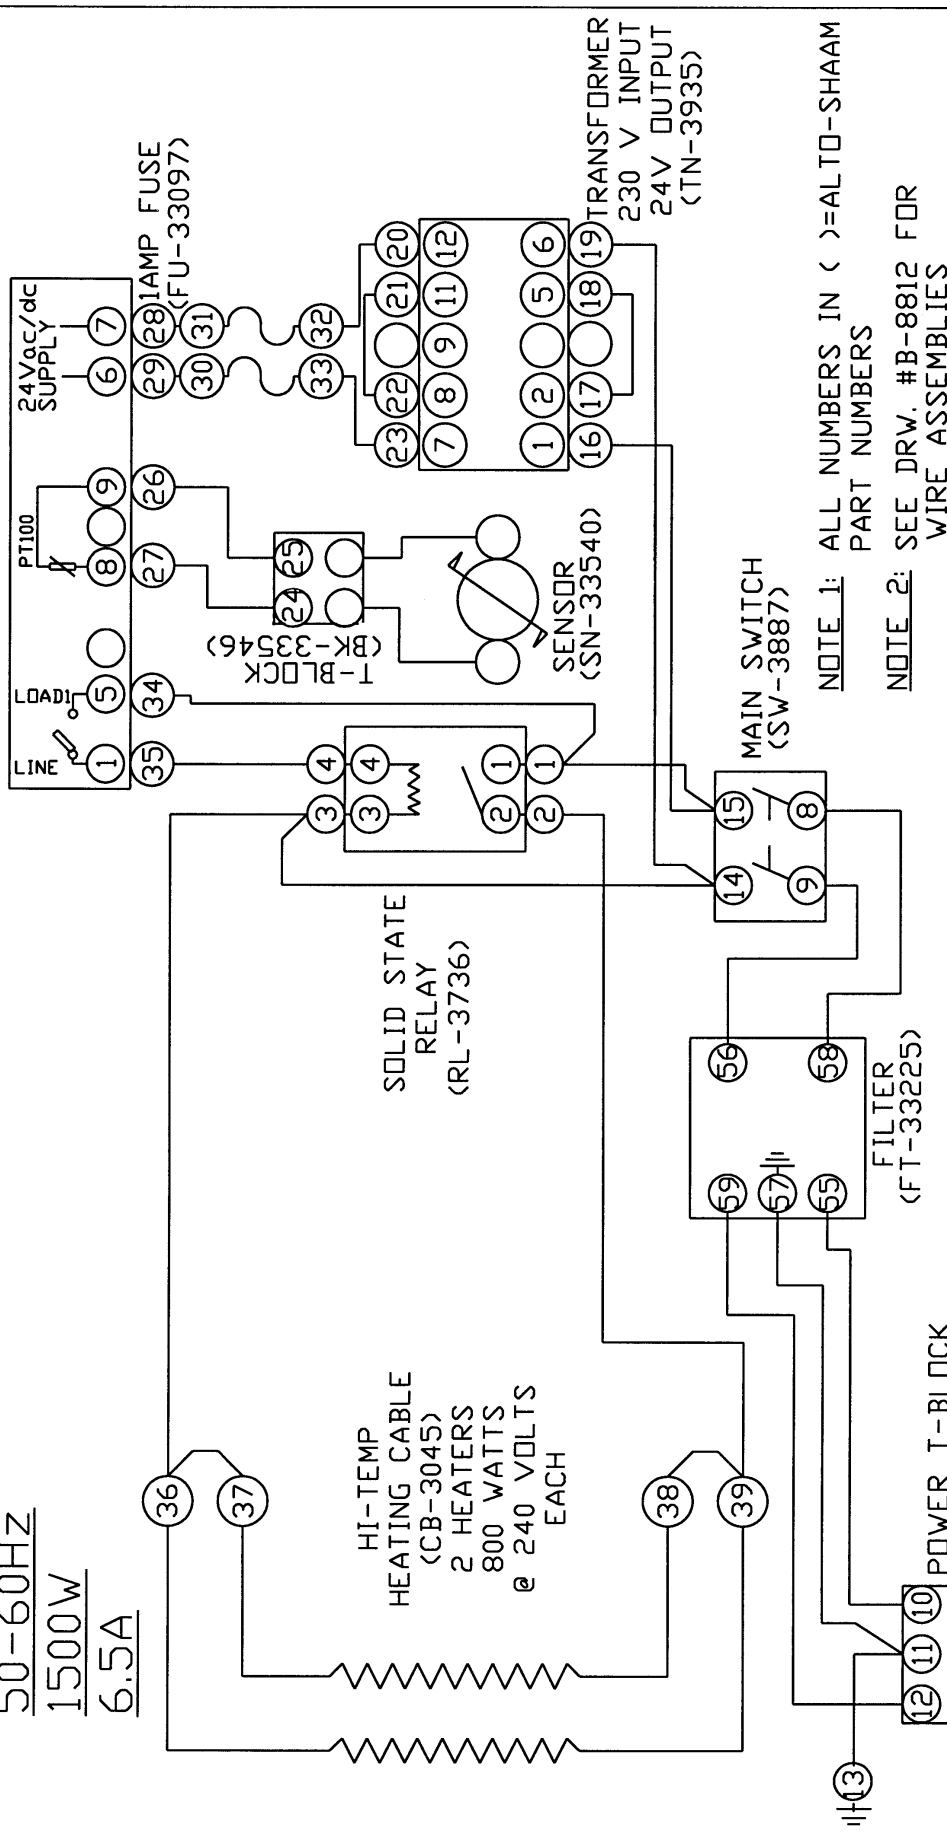 50-60HZ
1500W
6.5A
24Vac/dc
SUPPLY
PT100
LOAD1
LINE
1
5
8
9
6
7
35
34
27
26
29
28
30
31
33
32
1AMP FUSE
(FU-33097)
T-BLOCK
(BK-33546)
24
25
SENSOR
(SN-33540)
23
22
21
20
7
8
9
11
12
1
2
5
6
16
17
18
19
TRANSFORMER
230 V INPUT
24V OUTPUT
(TN-3935)
3
4
3
4
2
1
2
1
SOLID STATE
RELAY
(RL-3736)
MAIN SWITCH
(SW-3887)
14
15
9
8
56
58
59
57
55
FILTER
(FT-33225)
36
37
38
39
HI-TEMP
HEATING CABLE
(CB-3045)
2 HEATERS
800 WATTS
@ 240 VOLTS
EACH
12
11
10
13
POWER T-BLOCK
NOTE 1: ALL NUMBERS IN ( )=ALTO-SHAAM
PART NUMBERS
NOTE 2: SEE DRW. #B-8812 FOR
WIRE ASSEMBLIES